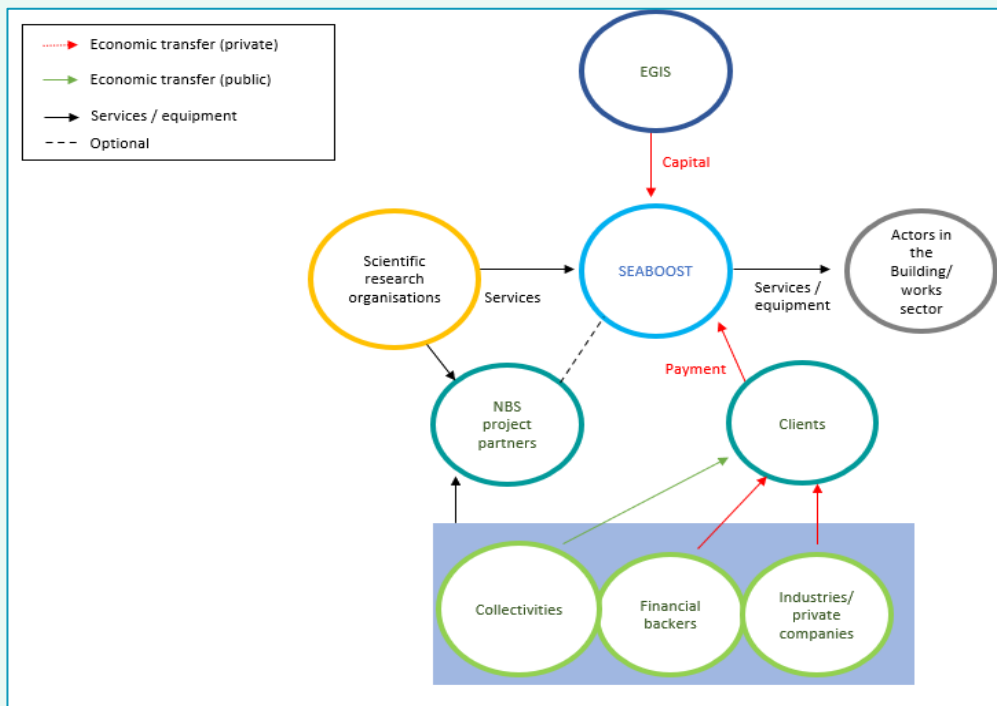 Economic transfer (private)
Economic transfer (public)
Services / equipment
Optional
EGIS
Capital
Scientific
research
organisations
Services
SEABOOST
Services /
equipment
Actors in
the
Building/
works
sector
Payment
NBS
project
partners
Clients
Collectivities
Financial
backers
Industries/
private
companies